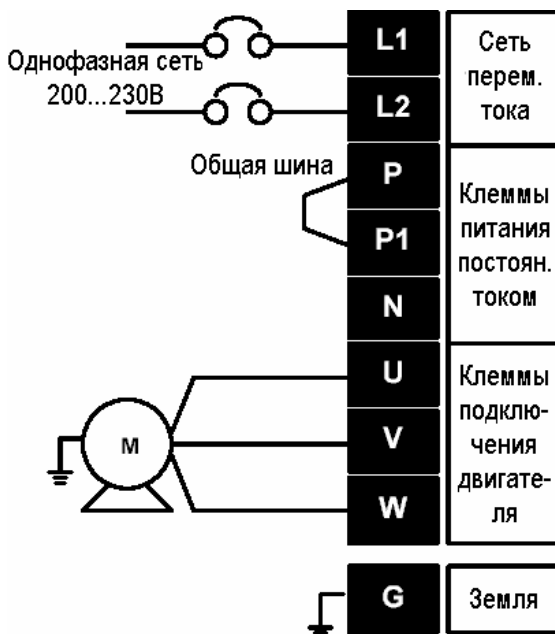 L1
Сеть
Однофазная сеть
перем.
200...230В
L2
тока
Общая шина
P
Клеммы
P1
питания
постоян.
током
N
U
Клеммы
подклю-
V
чения
M
двигате-
W
ля
G
Земля